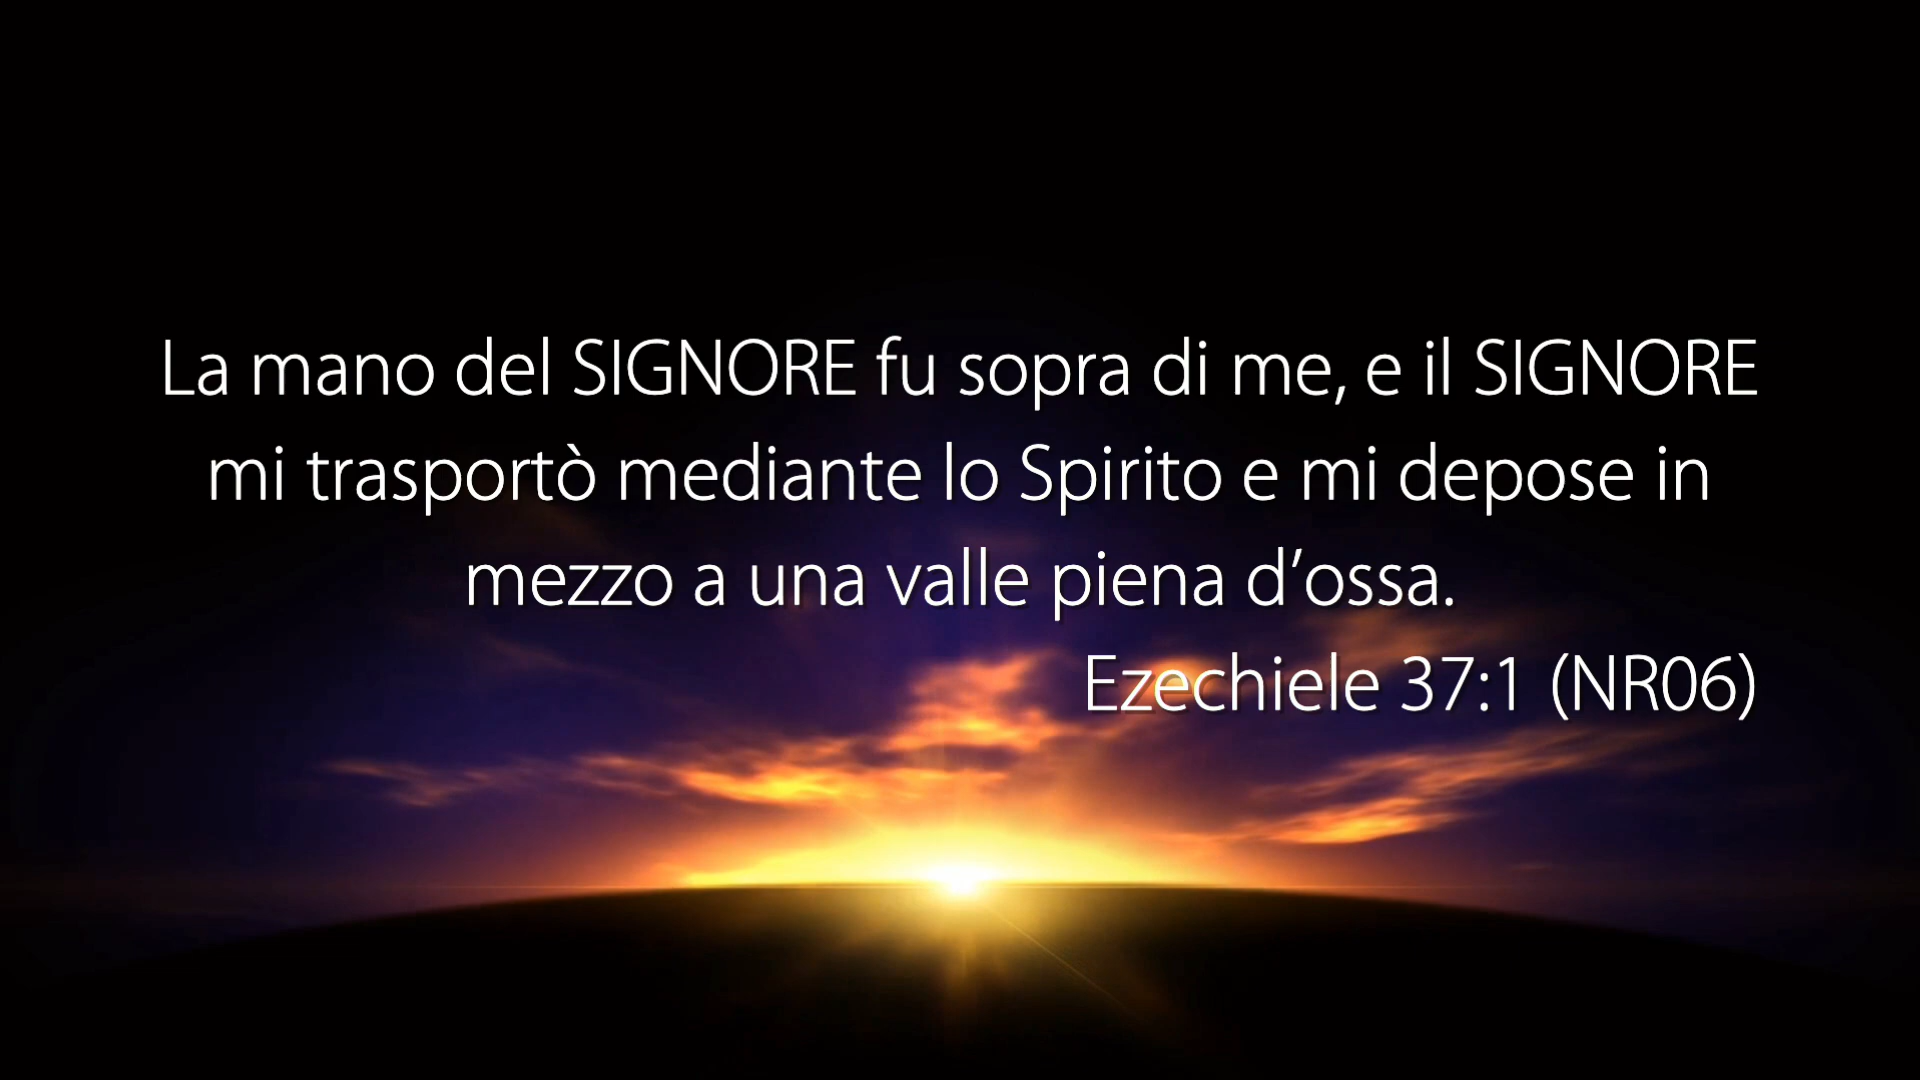 La mano del SIGNORE fu sopra di me, e il SIGNORE
mi trasportò mediante lo Spirito e mi depose in
mezzo a una valle piena d’ossa.
Ezechiele 37:1 (NR06)